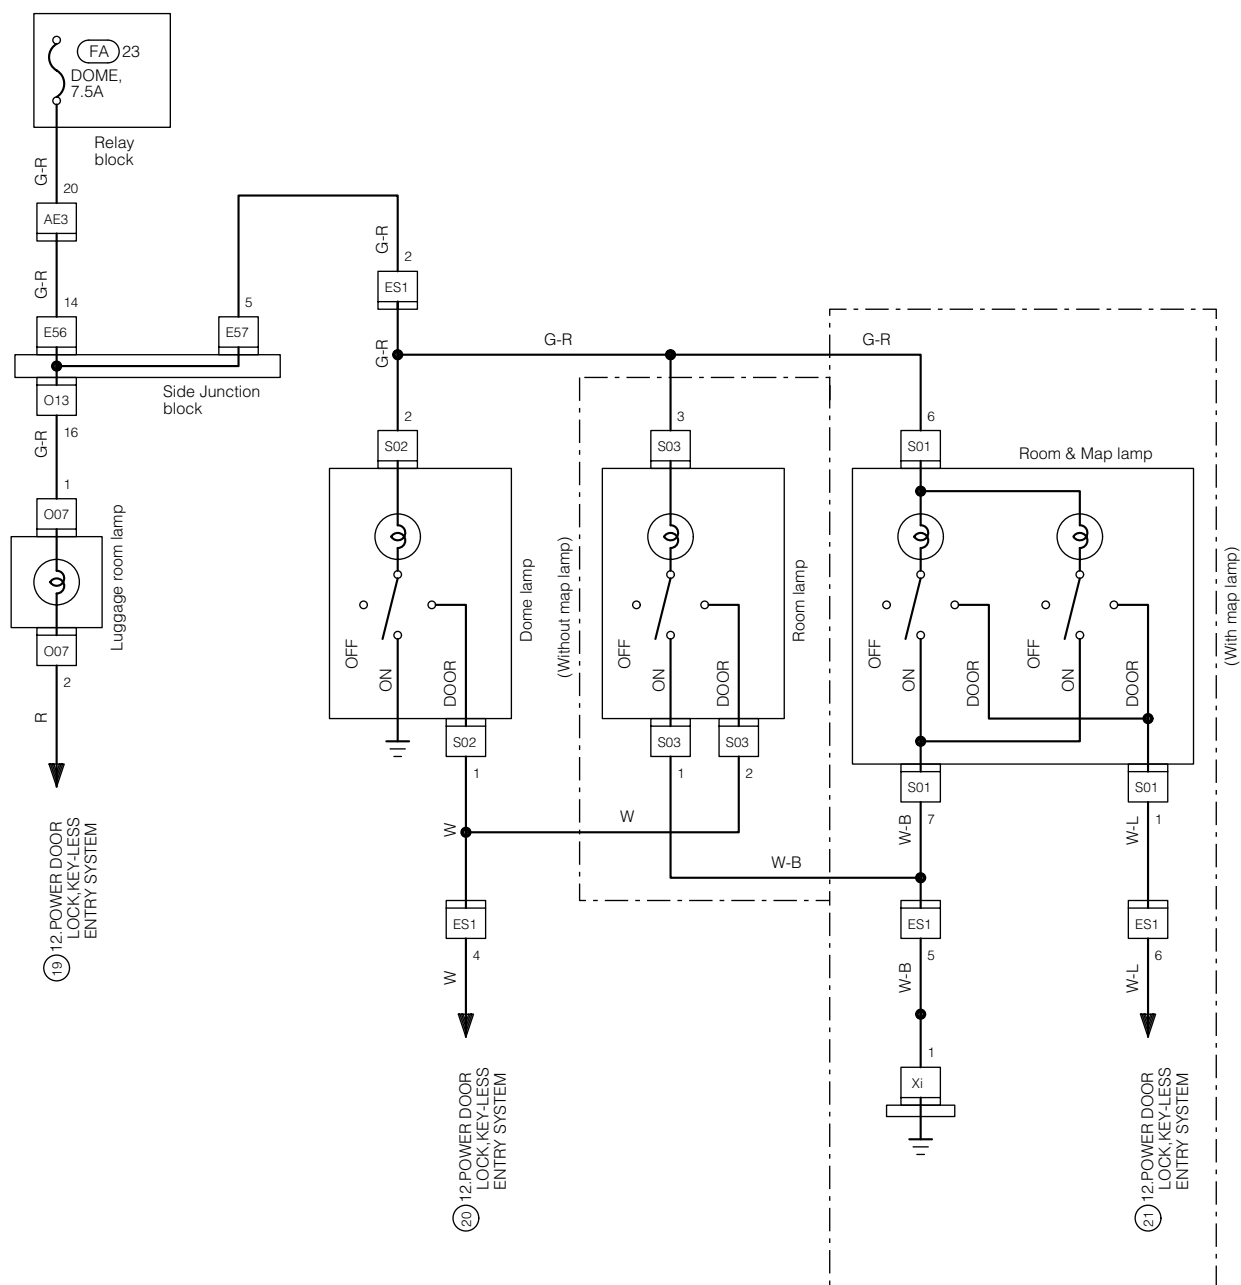 FA 23
DOME,
7.5A
Relay
block
G-R
20
AE3
G-R
14
E56
5
E57
Side Junction
block
O13
16
G-R
1
O07
Luggage room lamp
O07
2
R
19 12.POWER DOOR
LOCK,KEY-LESS
ENTRY SYSTEM
G-R
2
ES1
G-R
G-R
G-R
2
S02
OFF
ON
DOOR
Dome lamp
S02
1
W
W
ES1
4
W
20 12.POWER DOOR
LOCK,KEY-LESS
ENTRY SYSTEM
(Without map lamp)
3
S03
OFF
ON
DOOR
Room lamp
S03
S03
1
2
W-B
6
S01
Room & Map lamp
OFF
ON
DOOR
OFF
ON
DOOR
(With map lamp)
S01
S01
7
1
W-B
W-L
ES1
ES1
5
6
W-B
W-L
1
Xi
21 12.POWER DOOR
LOCK,KEY-LESS
ENTRY SYSTEM